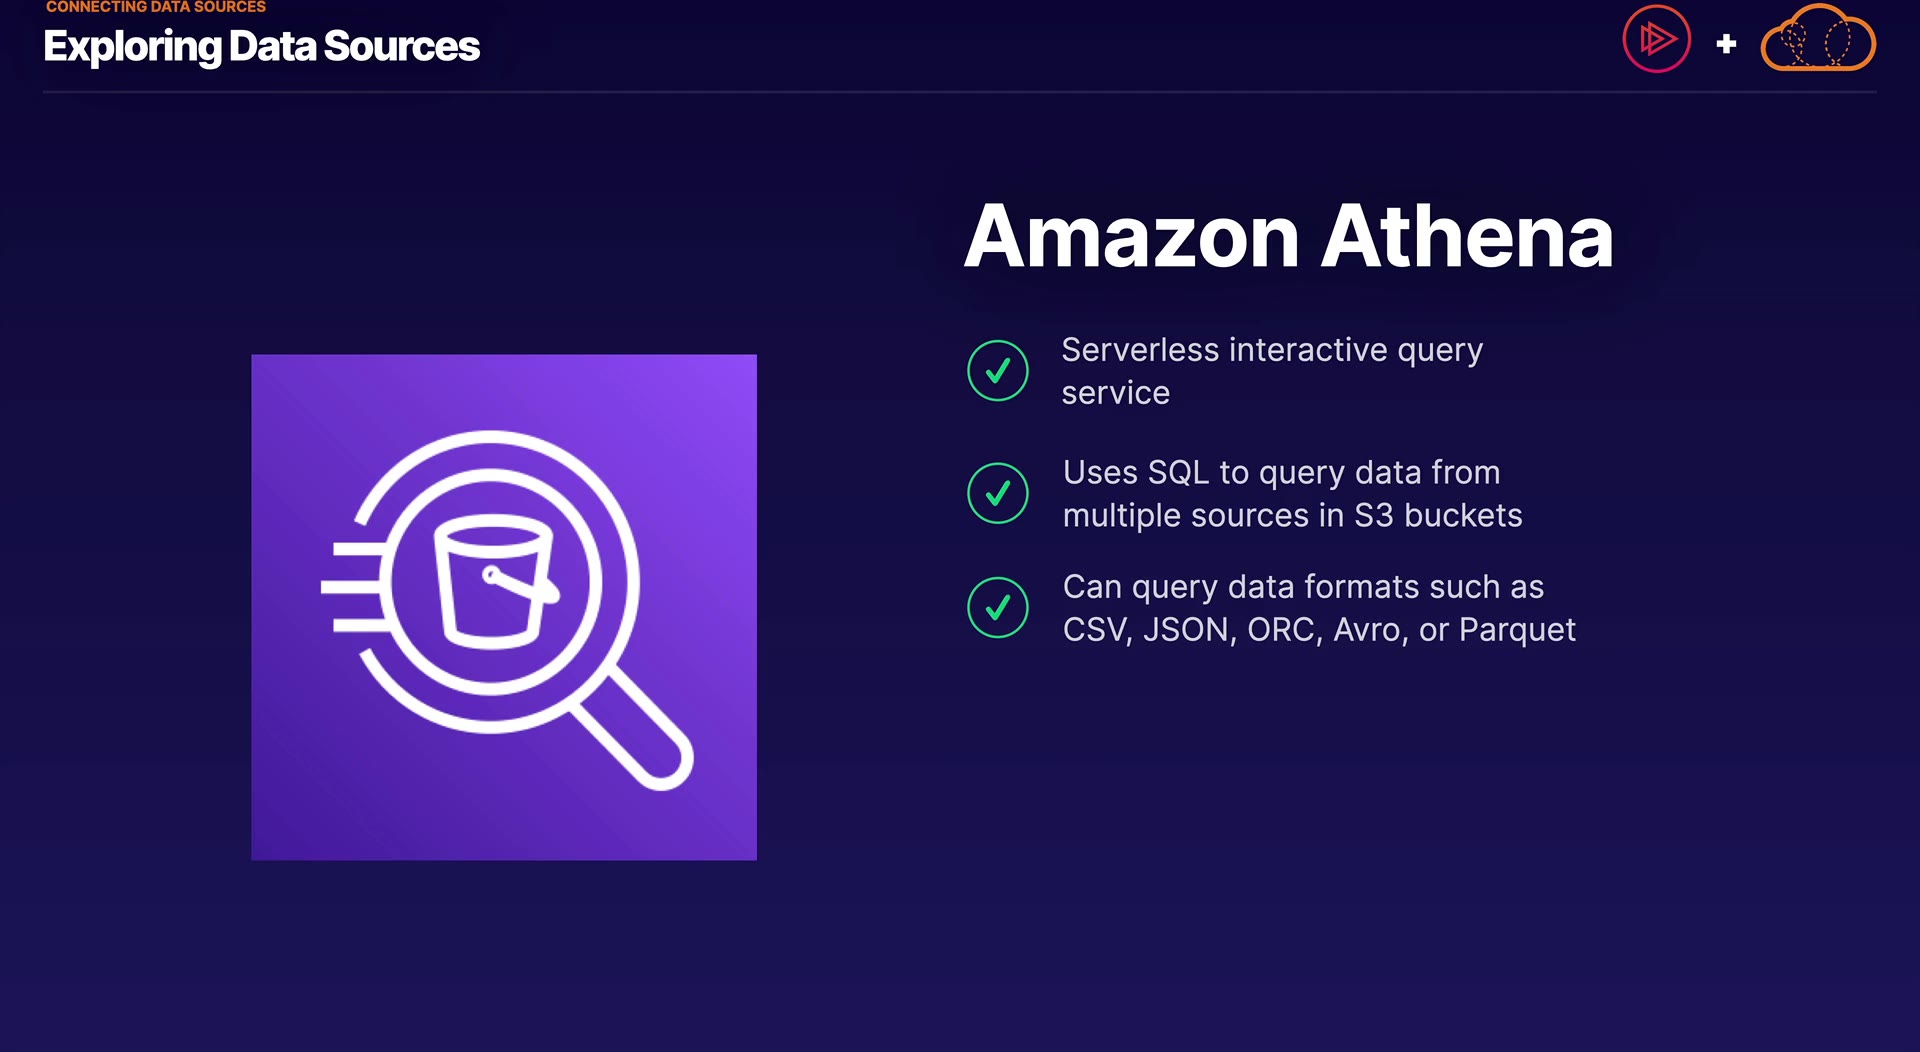 CONNECTING DATA SOURCES
Exploring Data Sources
+
Amazon Athena
Serverless interactive query
service
Uses SQL to query data from
multiple sources in S3 buckets
Can query data formats such as
CSV, JSON, ORC, Avro, or Parquet